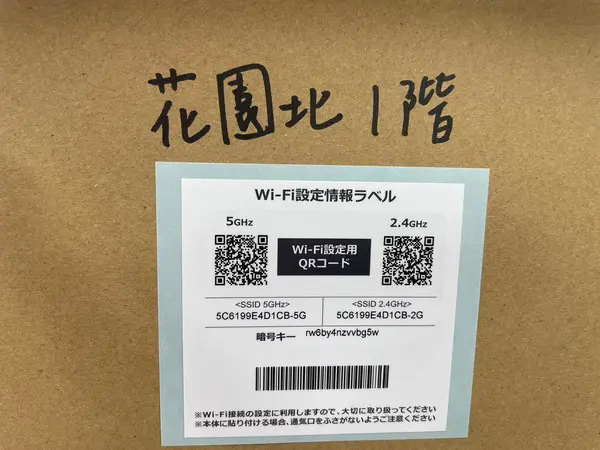 花園北1階
Wi-Fi設定情報ラベル
5GHz
2.4GHz
Wi-Fi設定用
QRコード
<SSID 5GHz>
<SSID 2.4GHz>
5C6199E4D1CB-5G
5C6199E4D1CB-2G
暗号キー rw6by4nzvvbg5w
※Wi-Fi接続の設定に利用しますので、大切に取り扱ってください
※本体に貼り付ける場合、通気口をふさがないようご注意ください